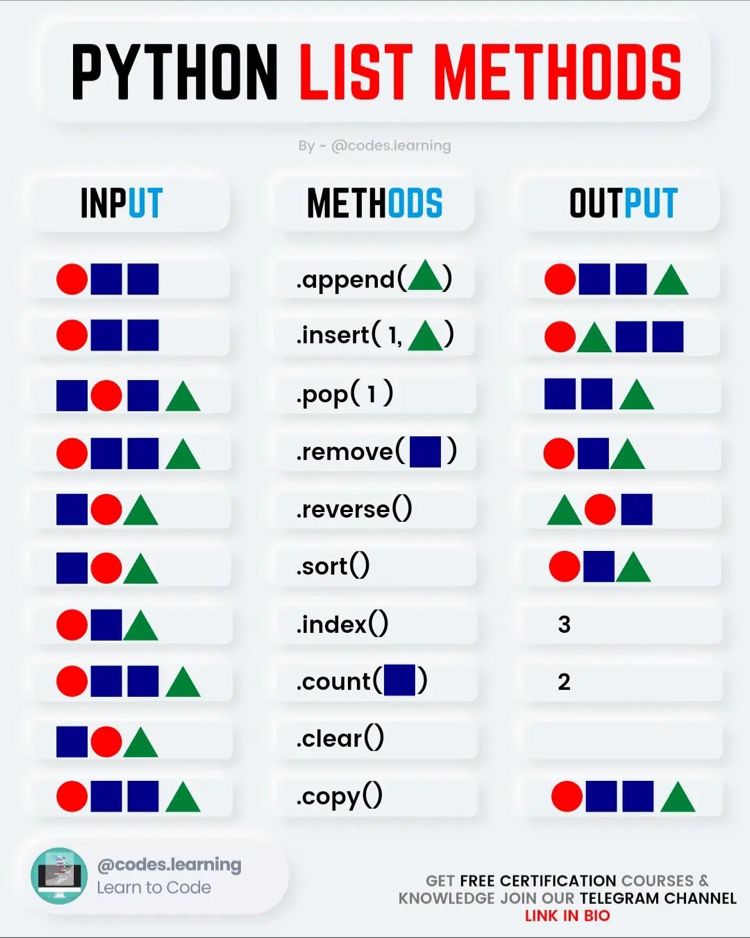 PYTHON LIST METHODS
By ~ @codes.learning
INPUT METHODS OUTPUT
.append( )
.insert( 1, )
.pop( 1 )
.remove( )
.reverse()
.sort()
.index() 3
.count( ) 2
.clear()
.copy()
@codes.learning
Learn to Code
GET FREE CERTIFICATION COURSES &
KNOWLEDGE JOIN OUR TELEGRAM CHANNEL
LINK IN BIO